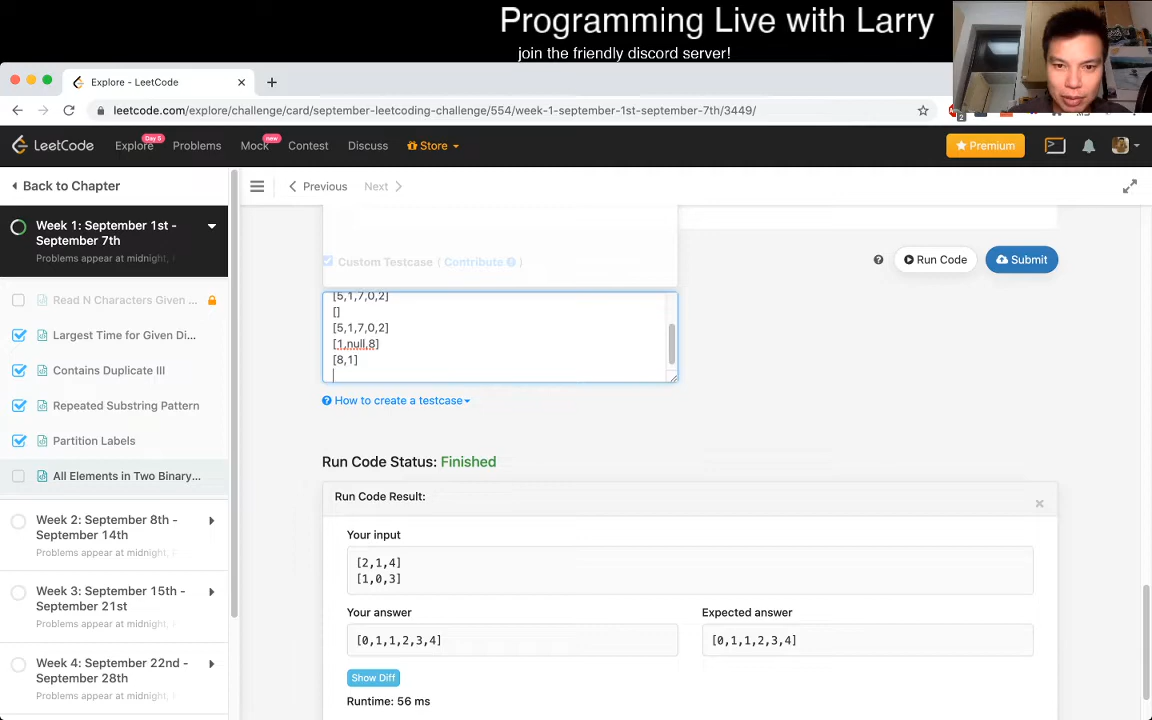 Programming Live with Larry
join the friendly discord server!
Explore - LeetCode
leetcode.com/explore/challenge/card/september-leetcoding-challenge/554/week-1-september-1st-september-7th/3449/
2
LeetCode
Explore
Day 5
Problems
Mock
new
Contest
Discuss
Store
Premium
Back to Chapter
Previous
Next
Week 1: September 1st -
September 7th
Problems appear at midnight,
Read N Characters Given ...
Largest Time for Given Di...
Contains Duplicate III
Repeated Substring Pattern
Partition Labels
All Elements in Two Binary...
Week 2: September 8th -
September 14th
Problems appear at midnight,
Week 3: September 15th -
September 21st
Problems appear at midnight,
Week 4: September 22nd -
September 28th
Problems appear at midnight,
Custom Testcase ( Contribute )
Run Code
Submit
[5,1,7,0,2]
[]
[5,1,7,0,2]
[1,null,8]
[8,1]
How to create a testcase
Run Code Status: Finished
Run Code Result:
Your input
[2,1,4]
[1,0,3]
Your answer
[0,1,1,2,3,4]
Expected answer
[0,1,1,2,3,4]
Show Diff
Runtime: 56 ms